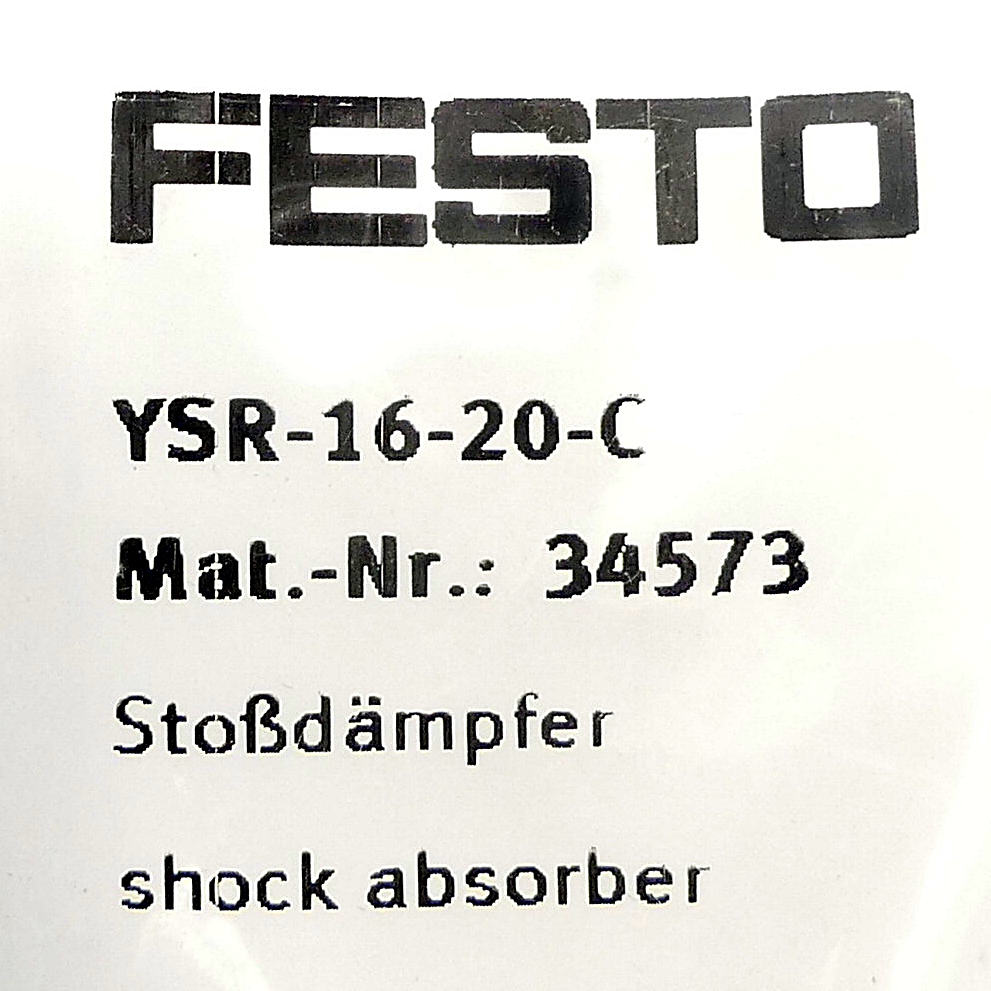 FESTO
YSR-16-20-C
Mat.-Nr.: 34573
Stoßdämpfer
shock absorber